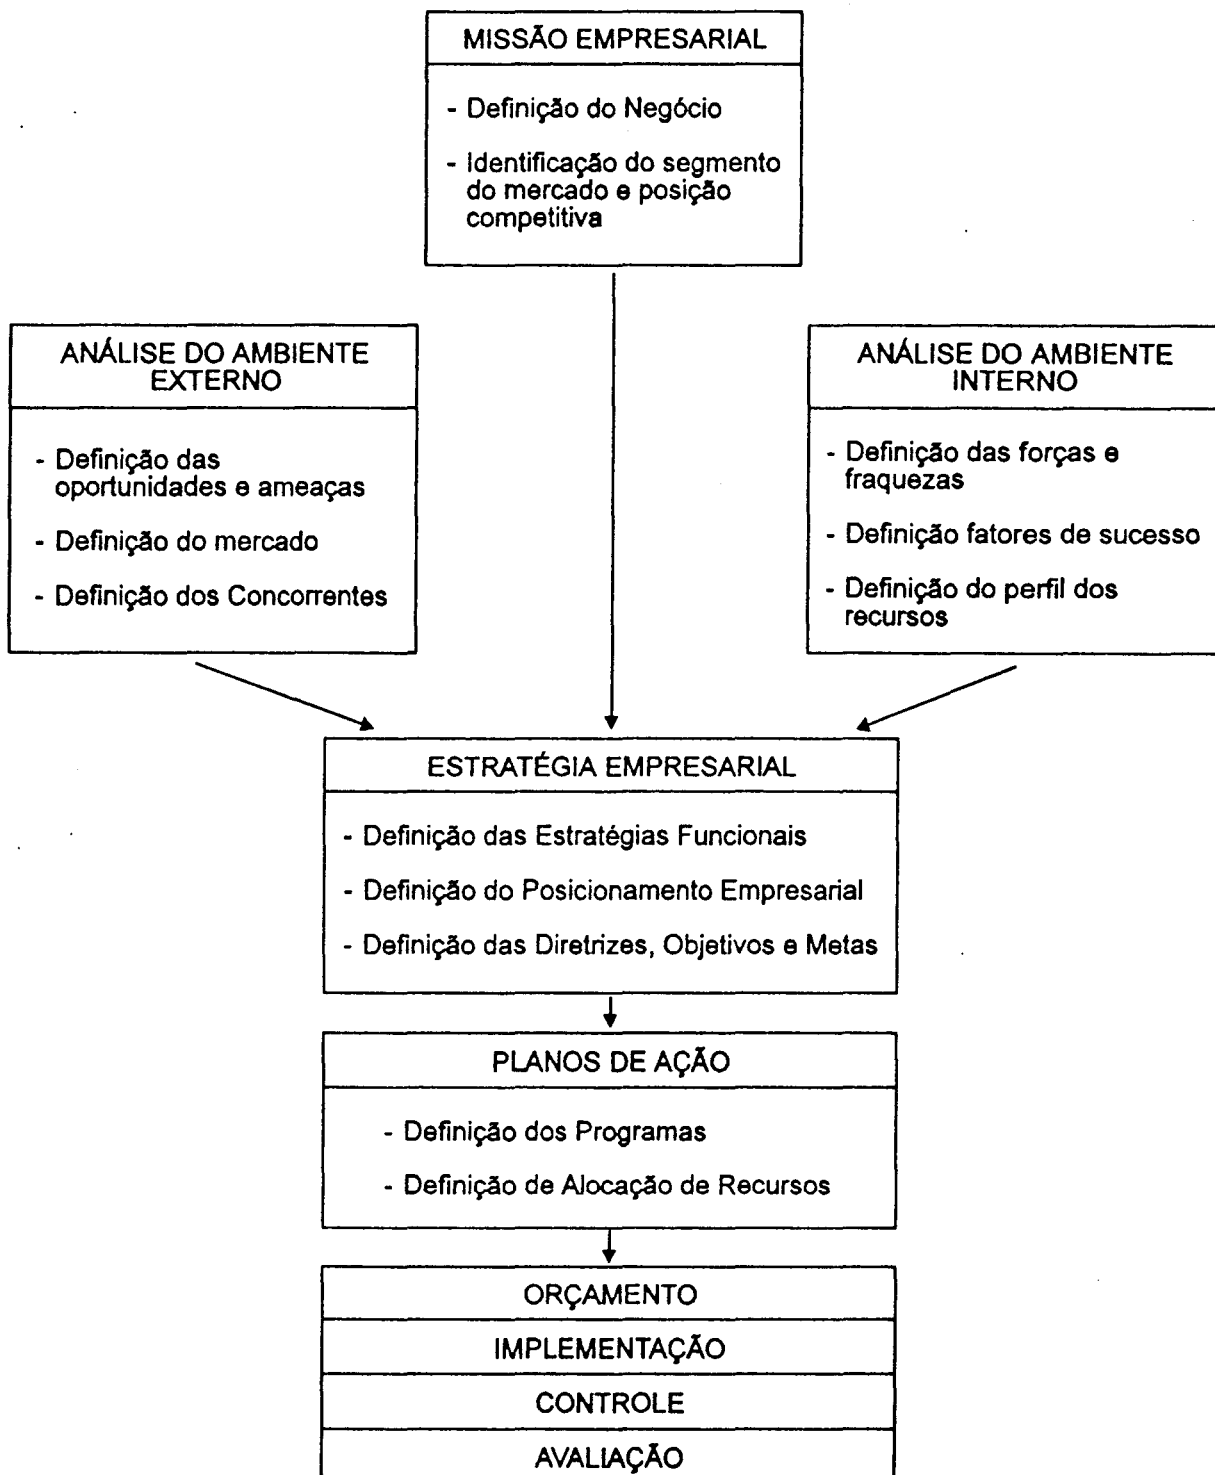 MISSÃO EMPRESARIAL
- Definição do Negócio
- Identificação do segmento
do mercado e posição
competitiva
ANÁLISE DO AMBIENTE
EXTERNO
- Definição das
oportunidades e ameaças
- Definição do mercado
- Definição dos Concorrentes
ANÁLISE DO AMBIENTE
INTERNO
- Definição das forças e
fraquezas
- Definição fatores de sucesso
- Definição do perfil dos
recursos
ESTRATÉGIA EMPRESARIAL
- Definição das Estratégias Funcionais
- Definição do Posicionamento Empresarial
- Definição das Diretrizes, Objetivos e Metas
PLANOS DE AÇÃO
- Definição dos Programas
- Definição de Alocação de Recursos
ORÇAMENTO
IMPLEMENTAÇÃO
CONTROLE
AVALIAÇÃO